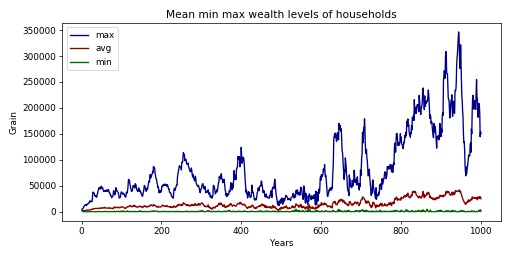 Mean min max wealth levels of households
350000
300000
250000
200000
150000
100000
50000
0
Grain
max
avg
min
0 200 400 600 800 1000
Years